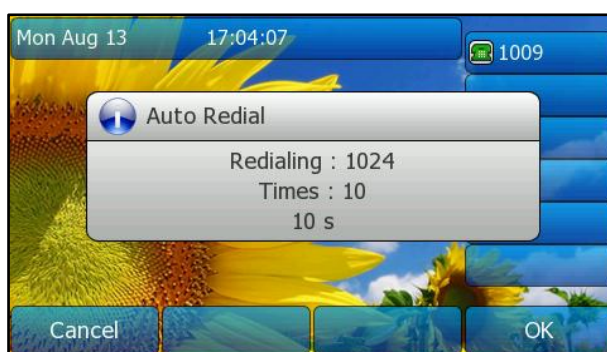 Mon Aug 13 17:04:07
1009
Auto Redial
Redialing : 1024
Times : 10
10 s
Cancel OK